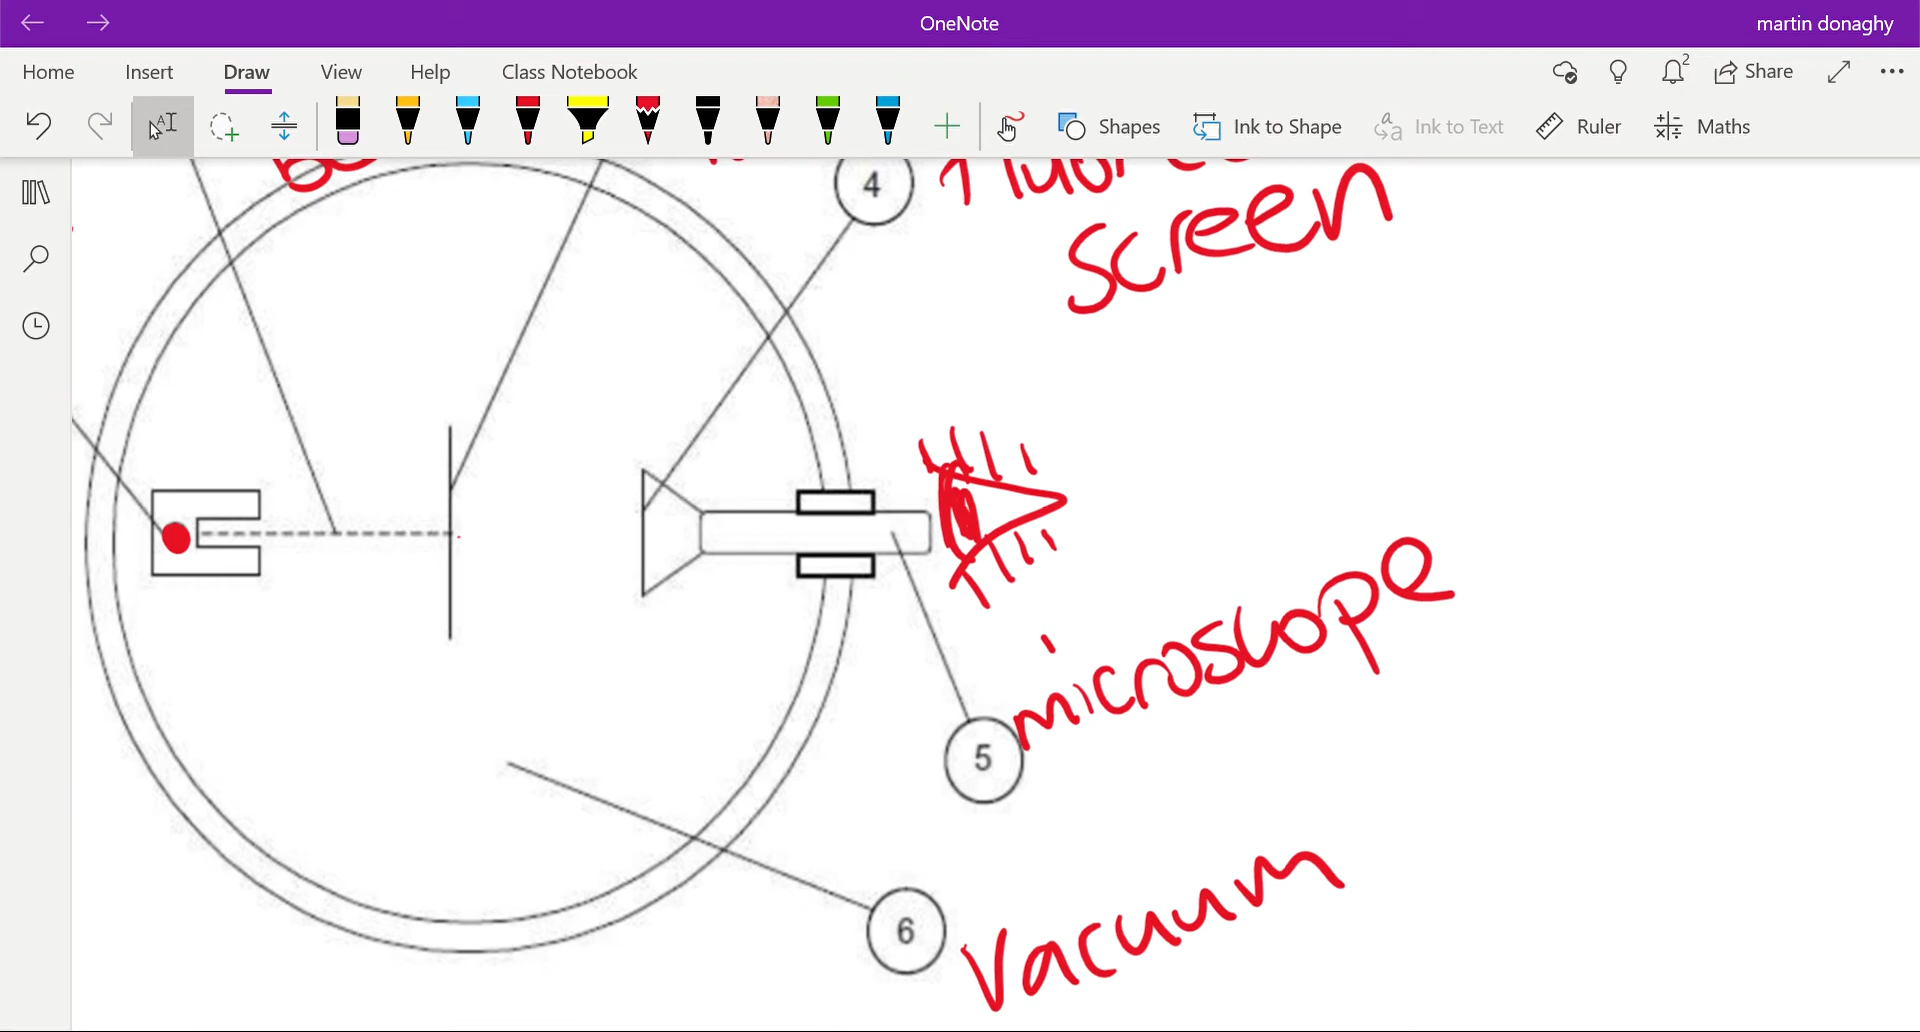 OneNote
martin donaghy
Home Insert Draw View Help Class Notebook
2
Share
Shapes Ink to Shape Ink to Text Ruler Maths
4
screen
microscope
5
6
vacuum